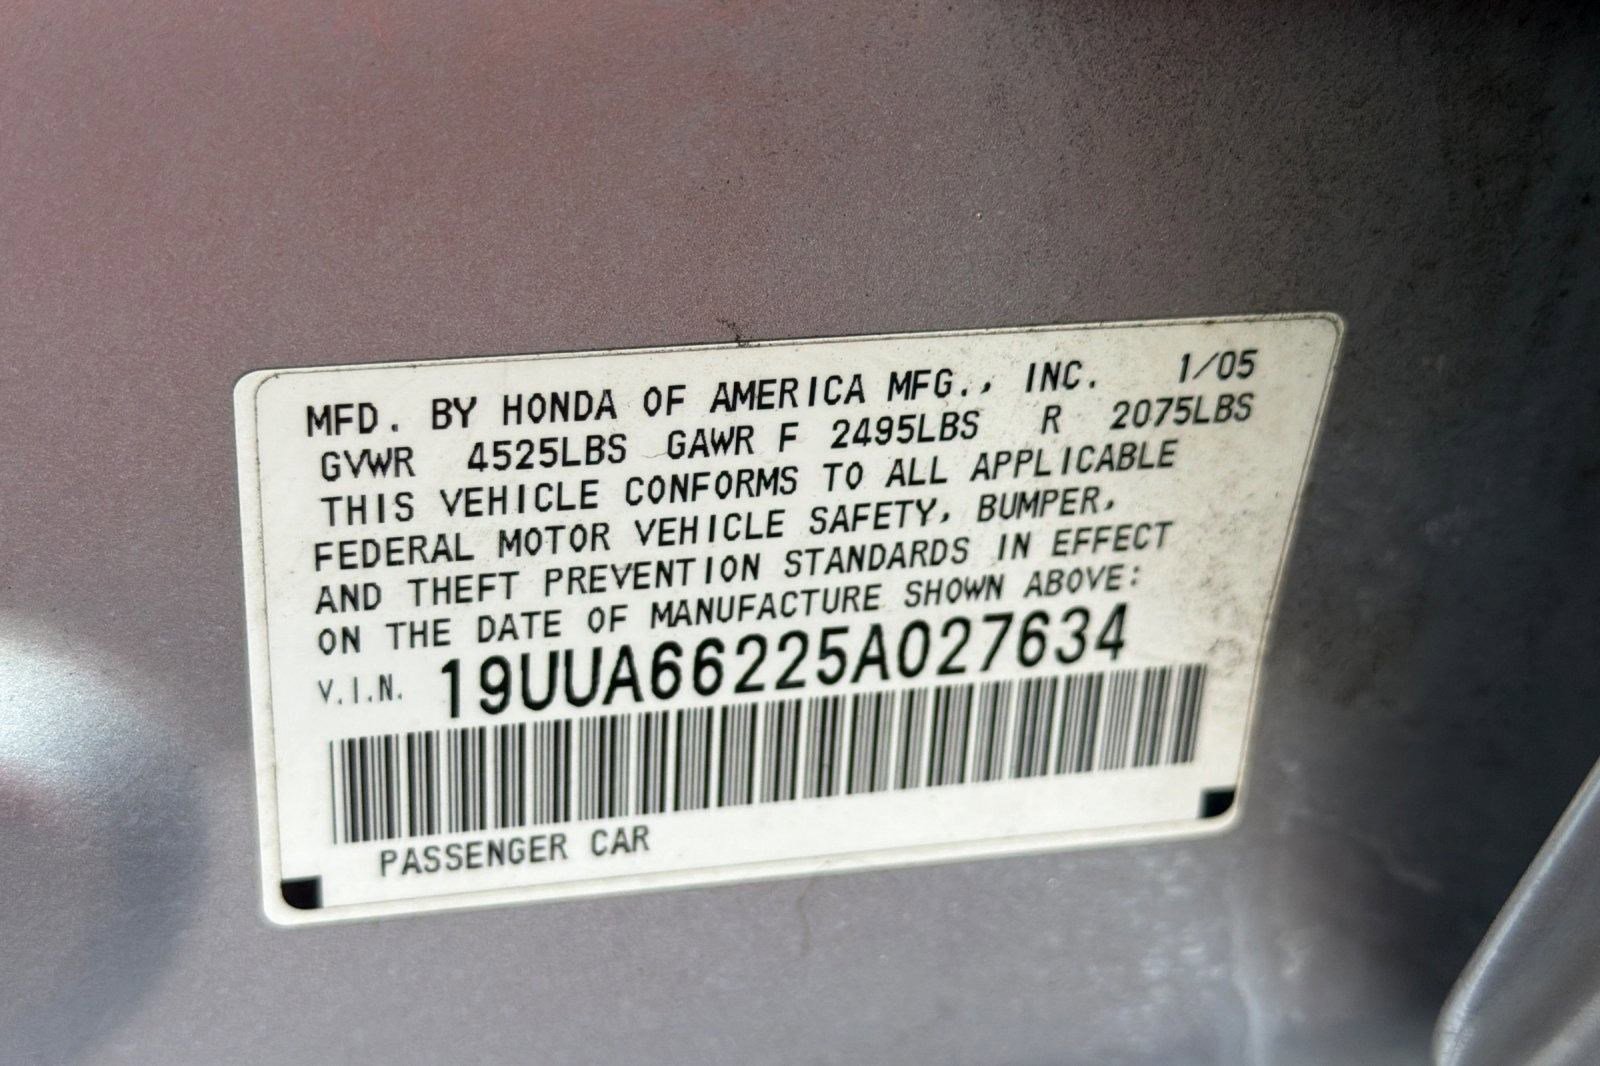 MFD. BY HONDA OF AMERICA MFG., INC. 1/05
GVWR 4525LBS GAWR F 2495LBS R 2075LBS
THIS VEHICLE CONFORMS TO ALL APPLICABLE
FEDERAL MOTOR VEHICLE SAFETY, BUMPER,
AND THEFT PREVENTION STANDARDS IN EFFECT
ON THE DATE OF MANUFACTURE SHOWN ABOVE:
V.I.N. 19UUA66225A027634
PASSENGER CAR